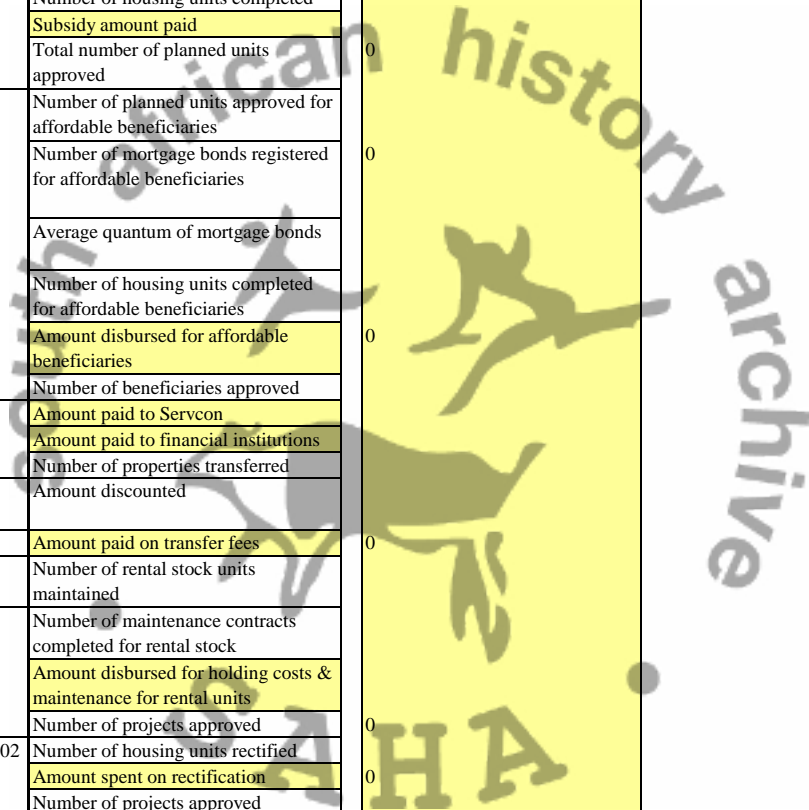 Number of housing units completed
Subsidy amount paid
Total number of planned units 0
approved
Number of planned units approved for
affordable beneficiaries
Number of mortgage bonds registered 0
for affordable beneficiaries
Average quantum of mortgage bonds
Number of housing units completed
for affordable beneficiaries
Amount disbursed for affordable 0
beneficiaries
Number of beneficiaries approved
Amount paid to Servcon
Amount paid to financial institutions
Number of properties transferred
Amount discounted
Amount paid on transfer fees 0
Number of rental stock units
maintained
Number of maintenance contracts
completed for rental stock
Amount disbursed for holding costs &
maintenance for rental units
Number of projects approved 0
02 Number of housing units rectified
Amount spent on rectification 0
Number of projects approved
south african history archive
SAHA